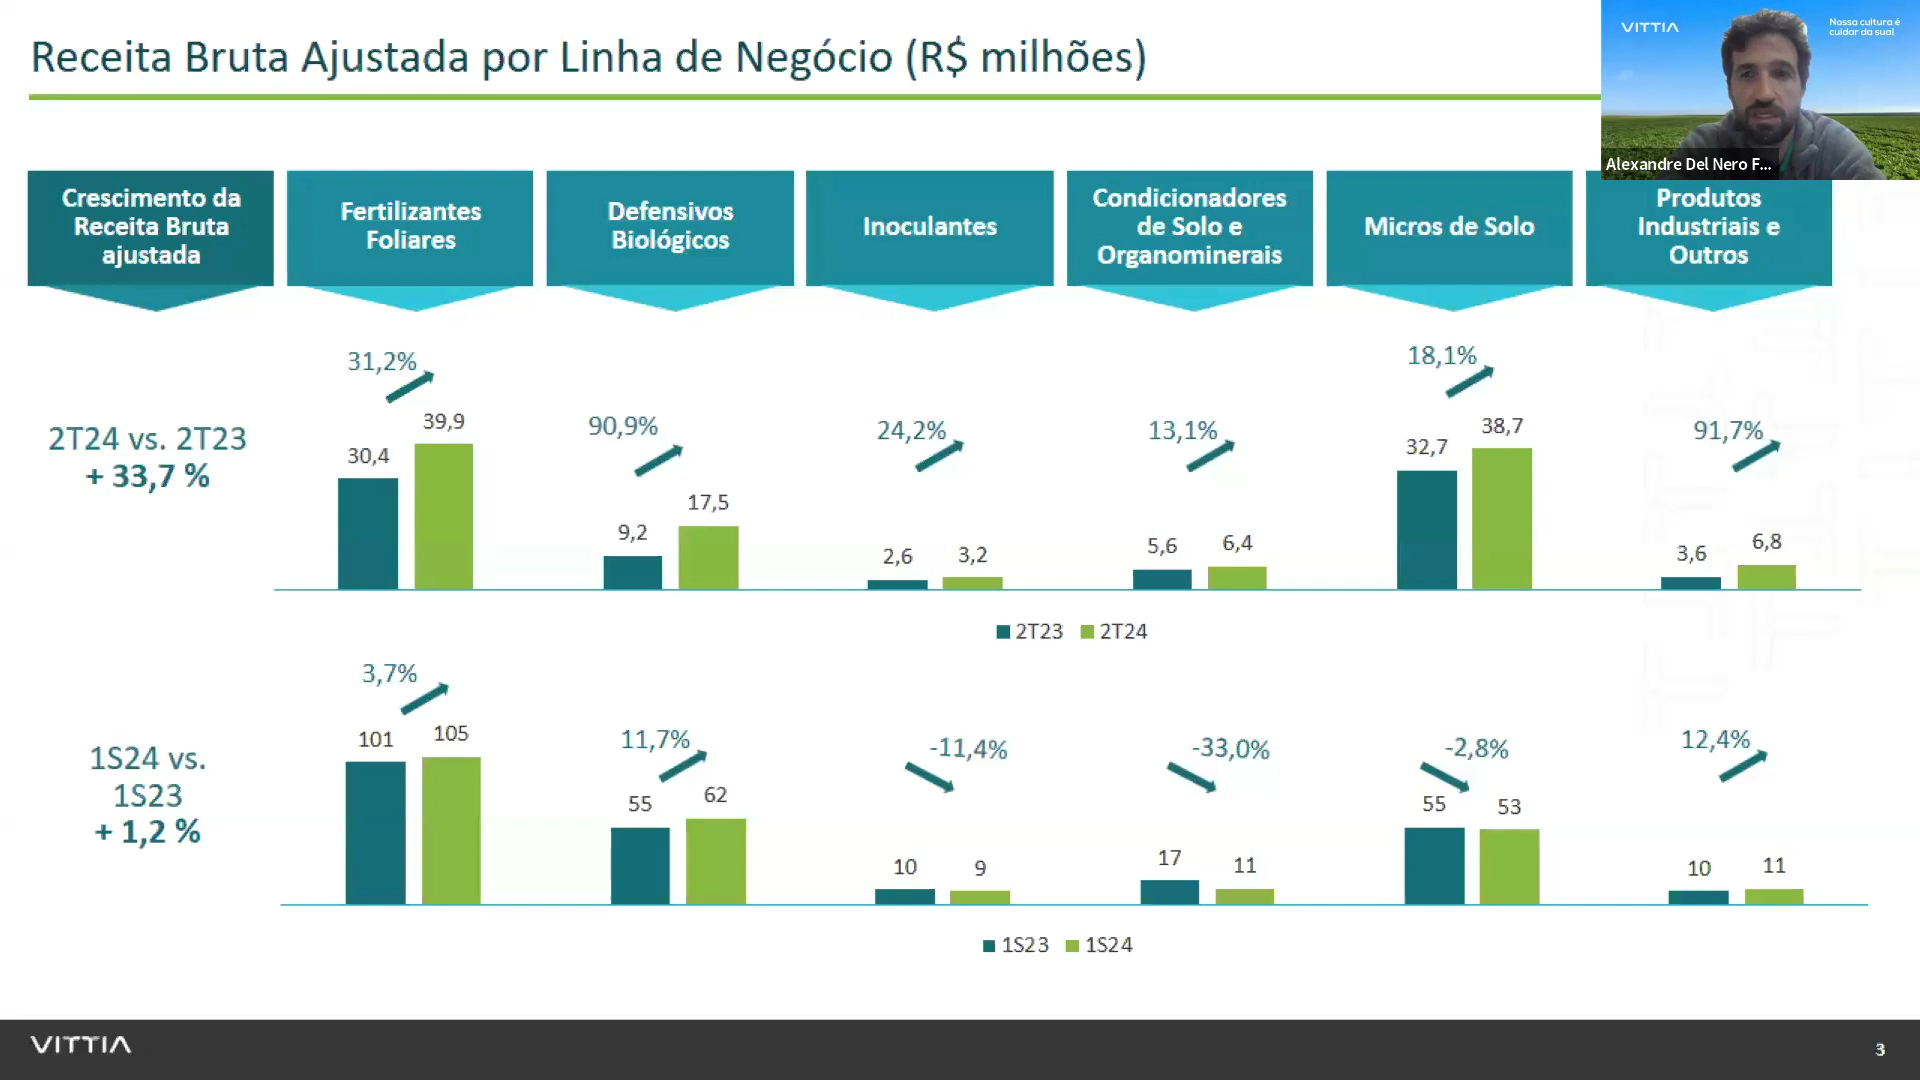 Receita Bruta Ajustada por Linha de Negócio (R$ milhões)
VITTIA
Nossa cultura é
cuidar da sua!
Alexandre Del Nero F...
Crescimento da
Receita Bruta
ajustada
Fertilizantes
Foliares
Defensivos
Biológicos
Inoculantes
Condicionadores
de Solo e
Organominerais
Micros de Solo
Produtos
Industriais e
Outros
2T24 vs. 2T23
+ 33,7 %
31,2%
30,4
39,9
90,9%
9,2
17,5
24,2%
2,6
3,2
13,1%
5,6
6,4
18,1%
32,7
38,7
91,7%
3,6
6,8
2T23 2T24
1S24 vs.
1S23
+ 1,2 %
3,7%
101
105
11,7%
55
62
-11,4%
10
9
-33,0%
17
11
-2,8%
55
53
12,4%
10
11
1S23 1S24
VITTIA
3